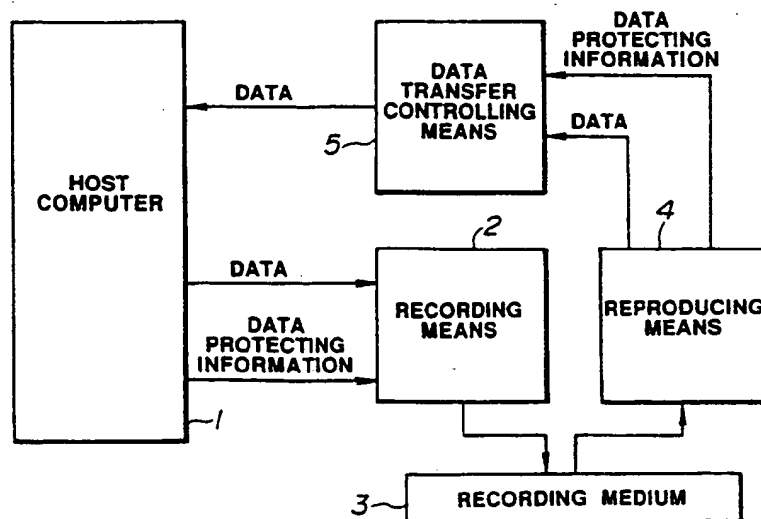 DATA
PROTECTING
INFORMATION
DATA
TRANSFER
CONTROLLING
MEANS
DATA
5
DATA
HOST
COMPUTER
2
4
DATA
RECORDING
MEANS
REPRODUCING
MEANS
DATA
PROTECTING
INFORMATION
1
3
RECORDING MEDIUM